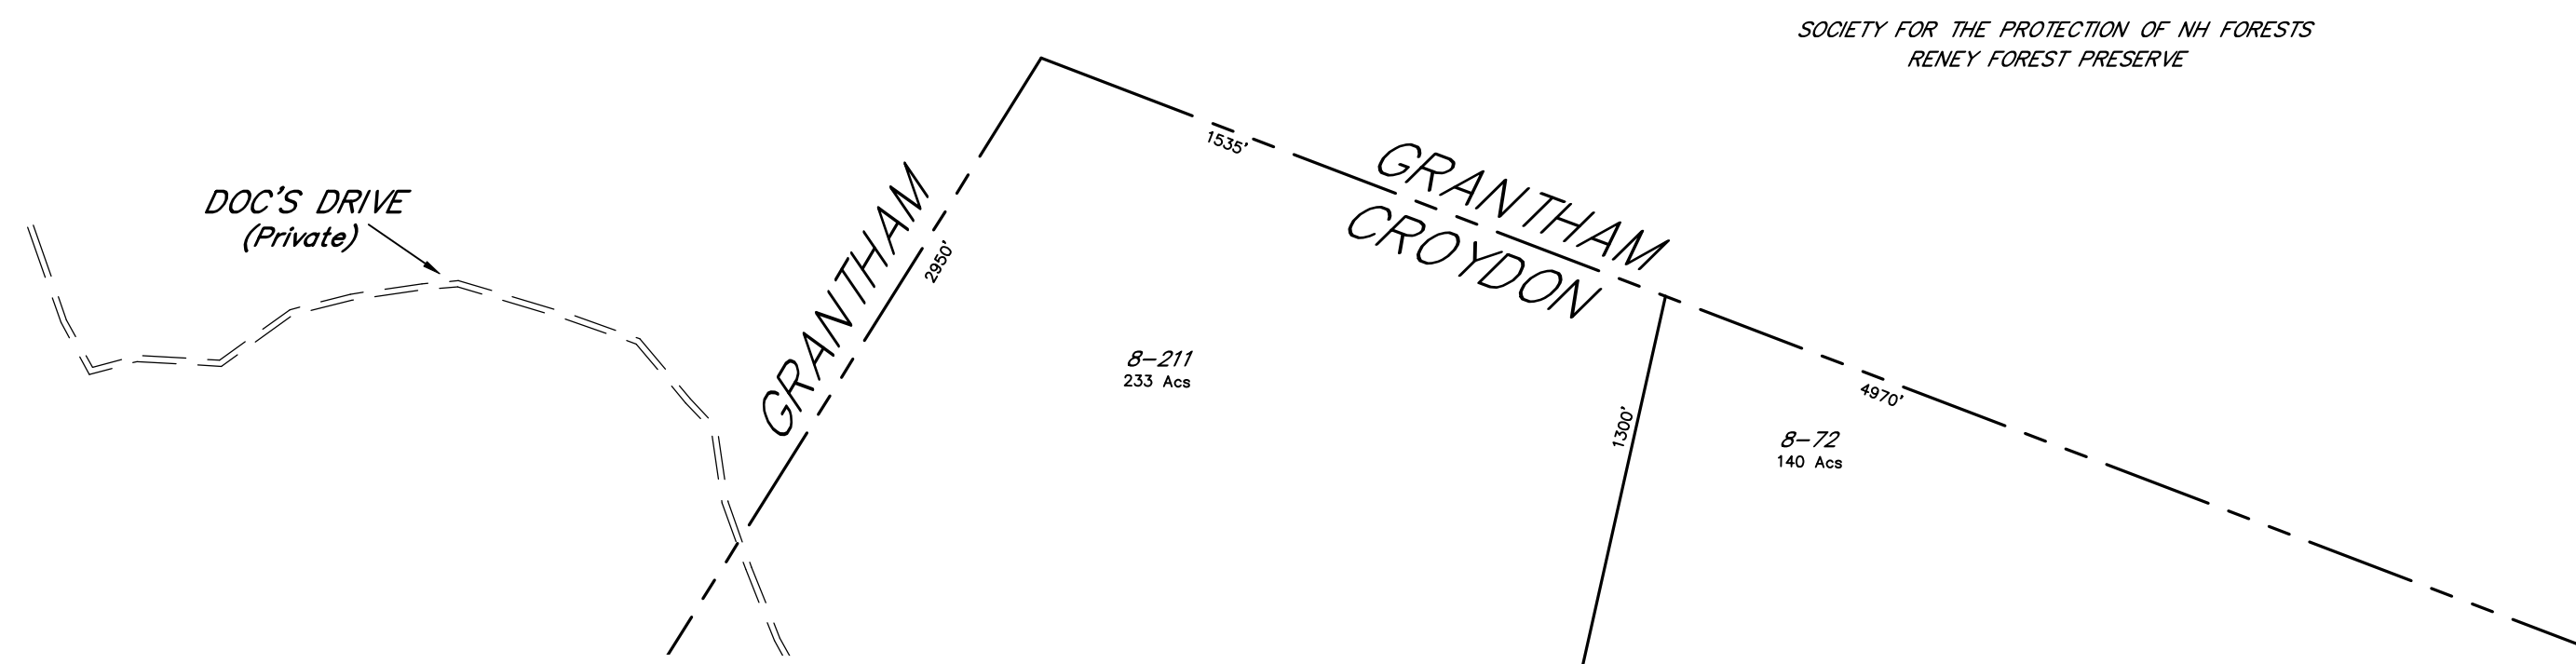 SOCIETY FOR THE PROTECTION OF NH FORESTS
RENEY FOREST PRESERVE
1535'
GRANTHAM
CROYDON
DOC'S DRIVE
(Private)
GRANTHAM
2950'
8-211
233 Acs
1300'
4970'
8-72
140 Acs